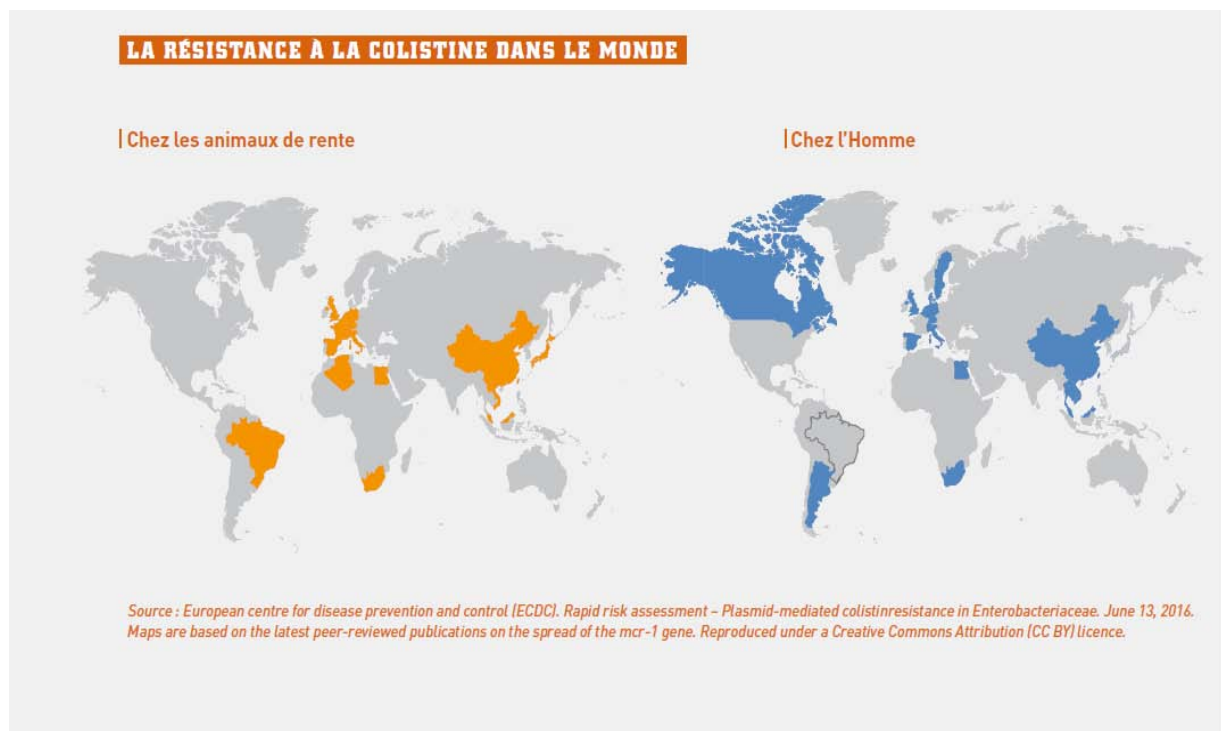 LA RÉSISTANCE À LA COLISTINE DANS LE MONDE
Chez les animaux de rente
Chez l'Homme
Source : European centre for disease prevention and control (ECDC). Rapid risk assessment – Plasmid-mediated colistinresistance in Enterobacteriaceae. June 13, 2016.
Maps are based on the latest peer-reviewed publications on the spread of the mcr-1 gene. Reproduced under a Creative Commons Attribution (CC BY) licence.